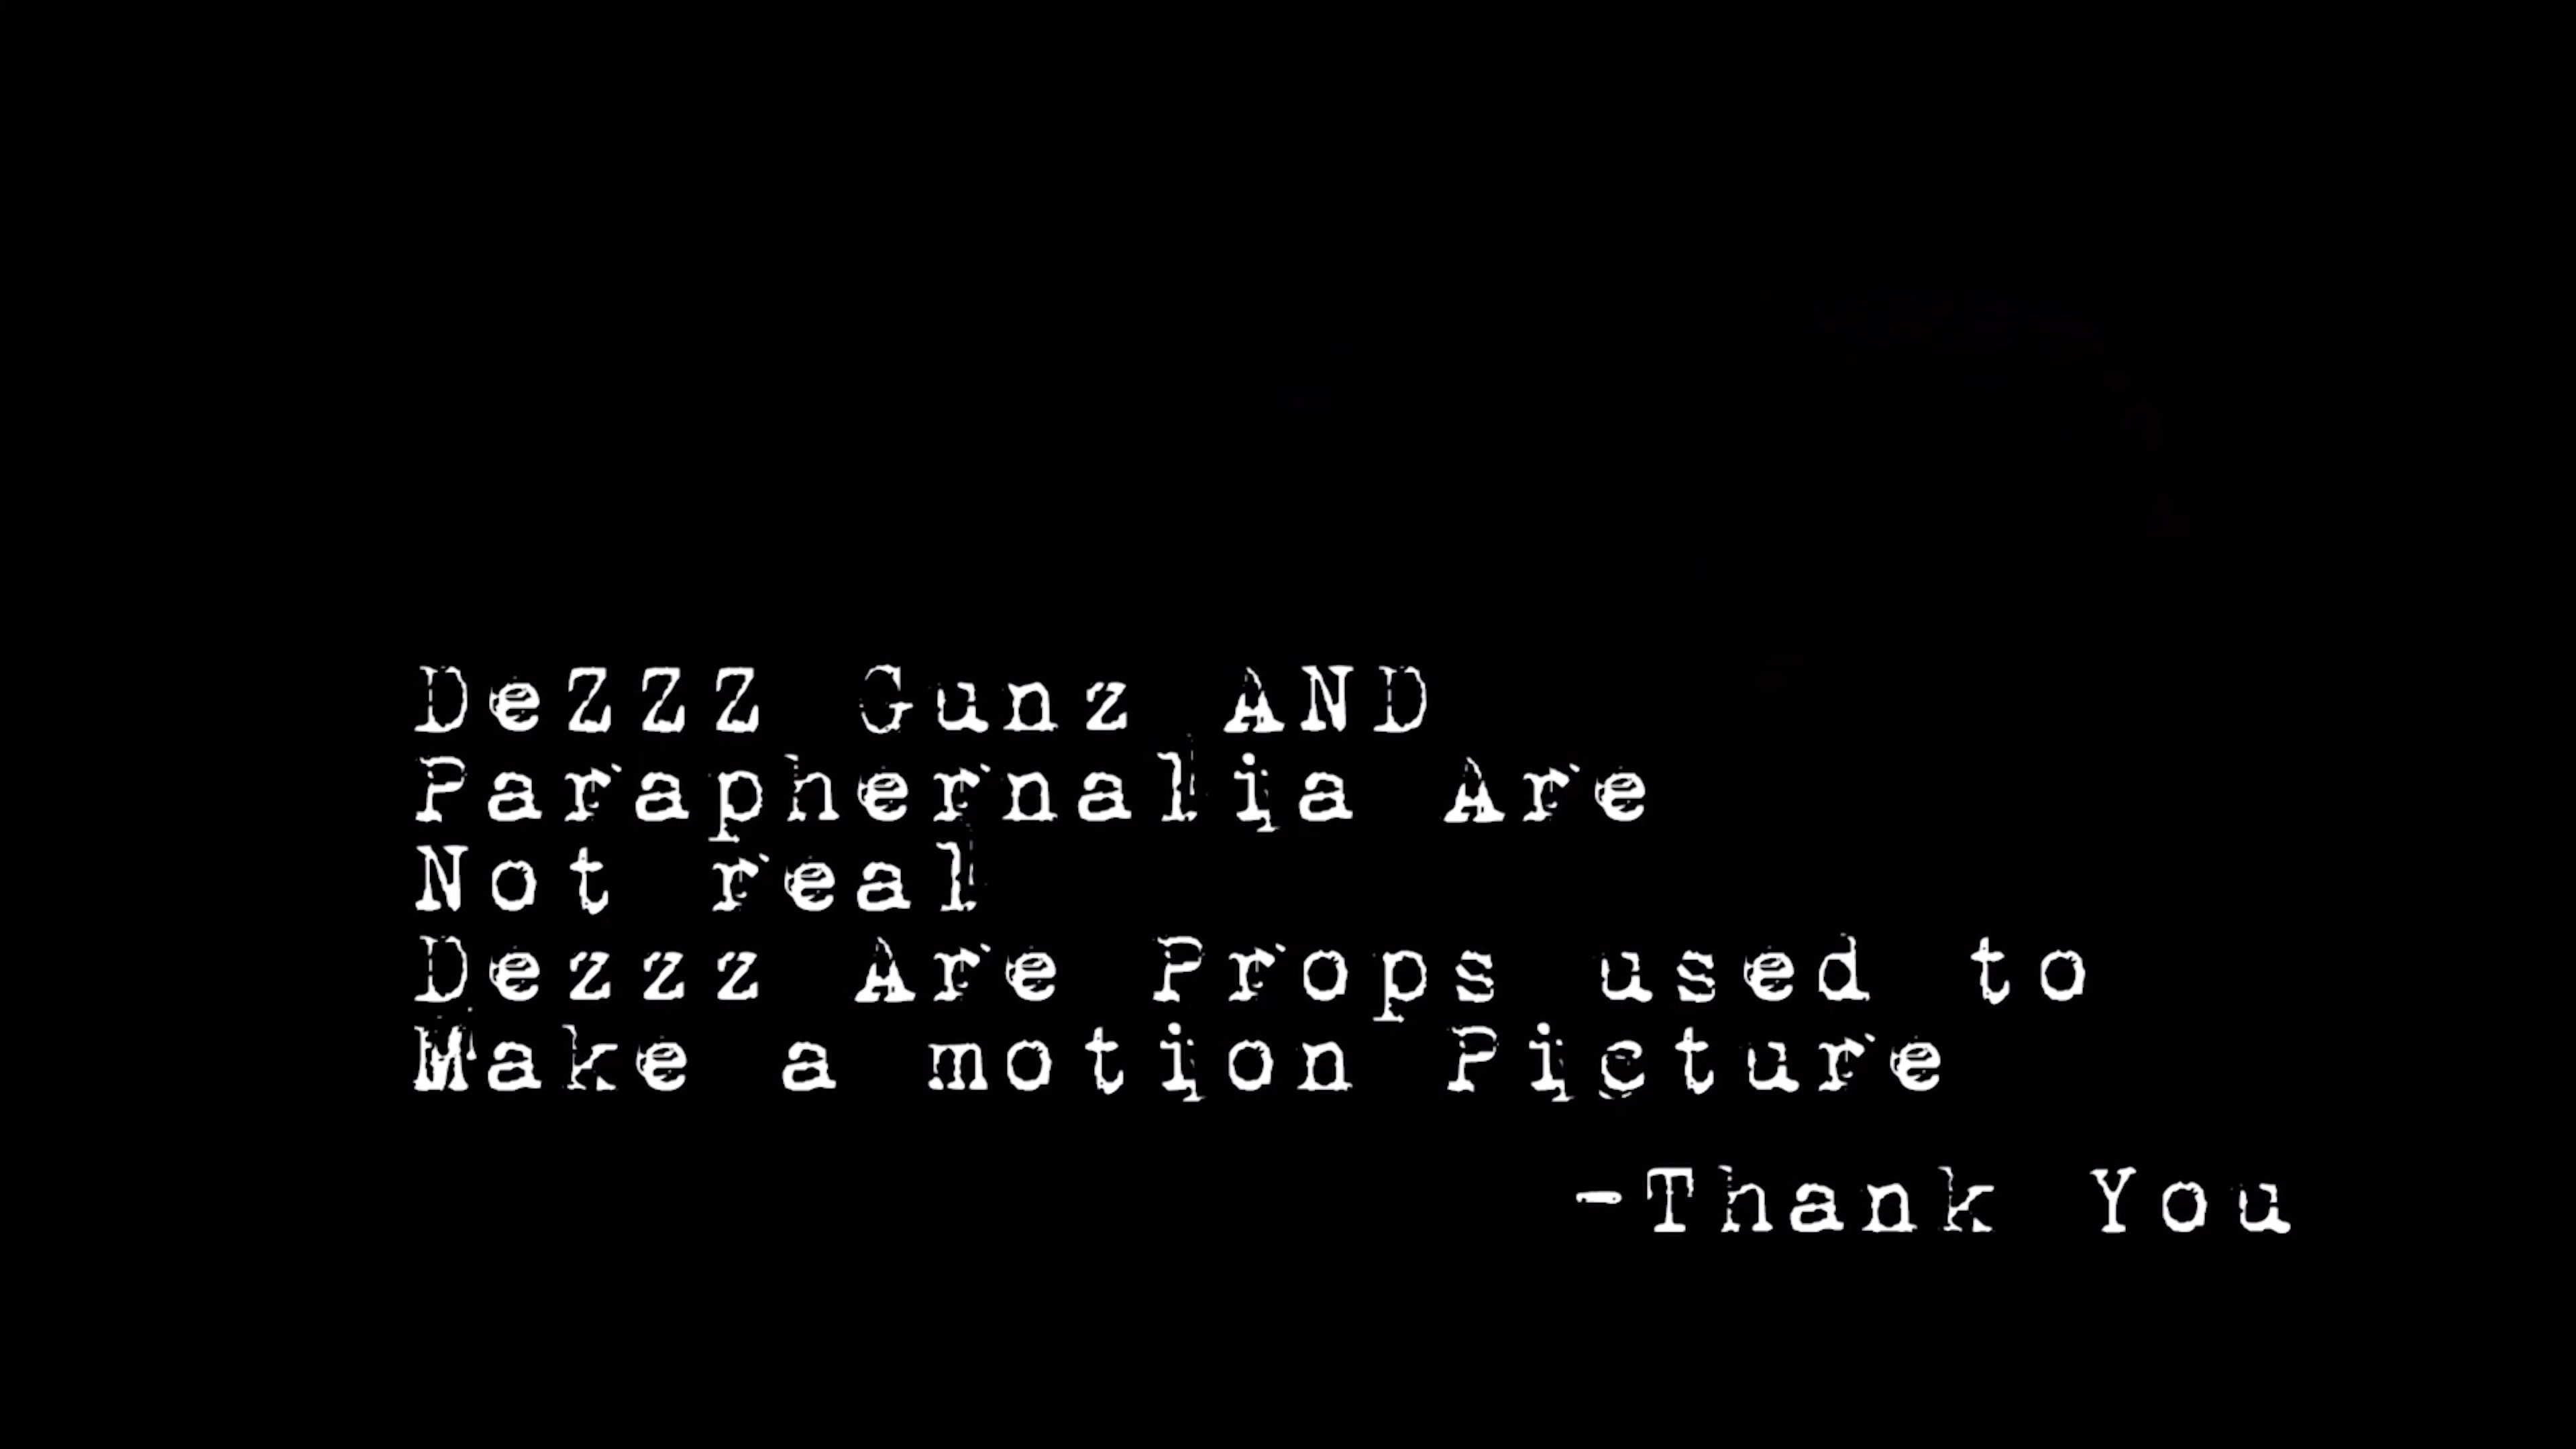 DeZZZ Gunz AND
Paraphernalia Are
Not real
Dezzz Are Props used to
Make a motion Picture
-Thank You